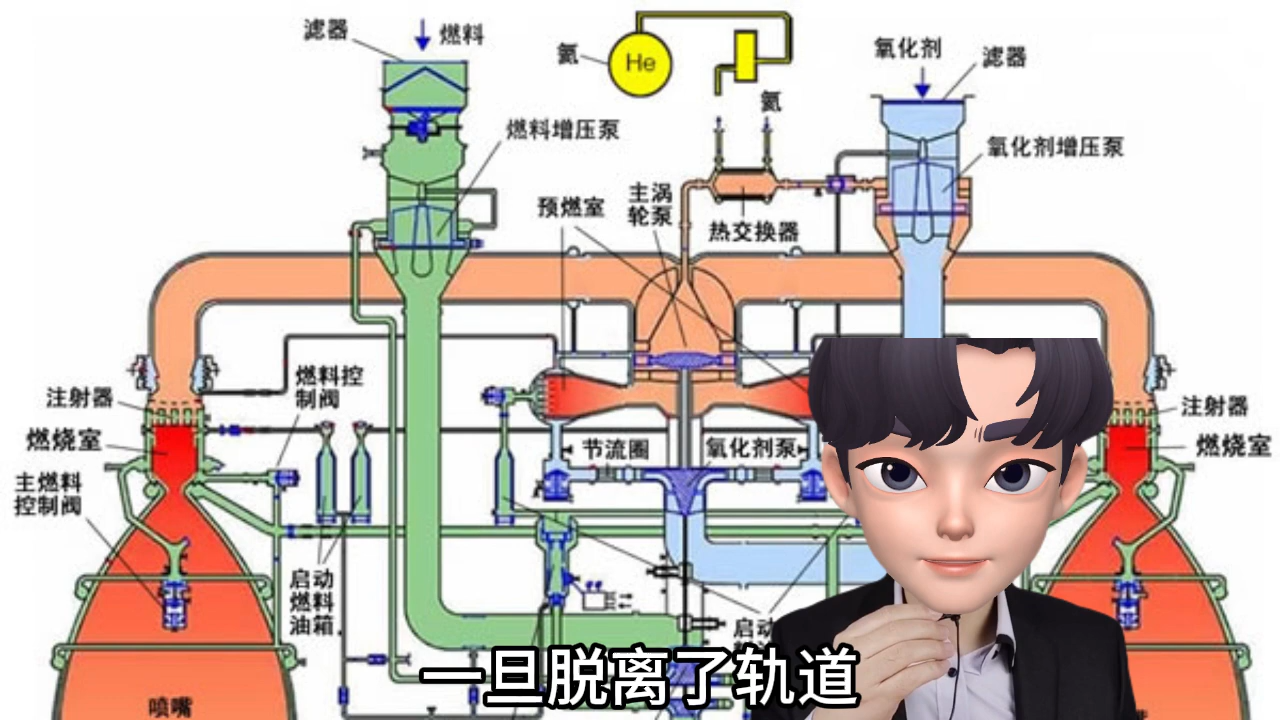 滤器
燃料
氦
He
氦
氧化剂
滤器
燃料增压泵
氧化剂增压泵
预燃室
主涡
轮泵
热交换器
燃料控
制阀
注射器
燃烧室
主燃料
控制阀
节流圈
氧化剂泵
注射器
燃烧室
启动
燃料
油箱
启动
喷嘴
一旦脱离了轨道